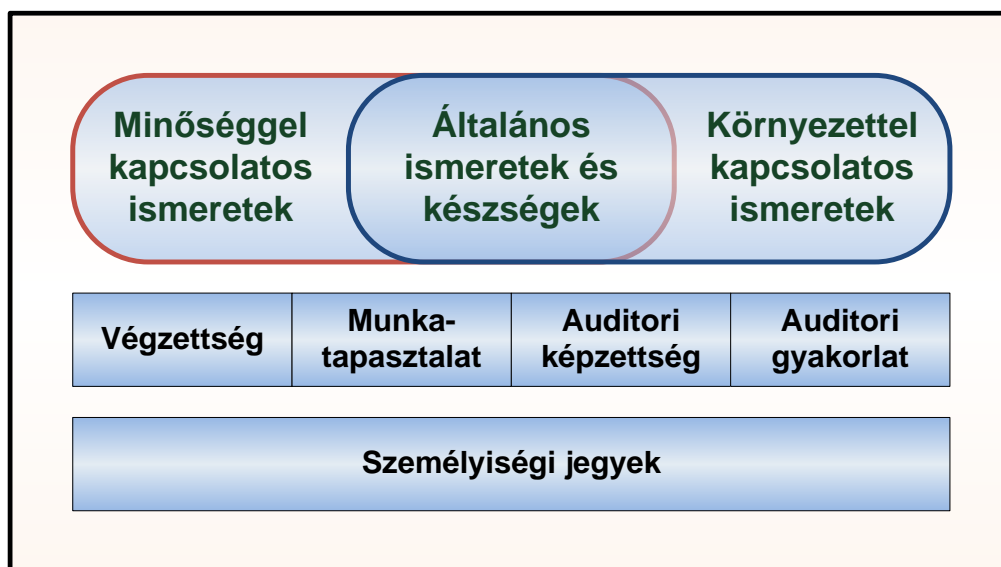 Minőséggel
kapcsolatos
ismeretek
Általános
ismeretek és
készségek
Környezettel
kapcsolatos
ismeretek
Végzettség
Munka-
tapasztalat
Auditori
képzettség
Auditori
gyakorlat
Személyiségi jegyek